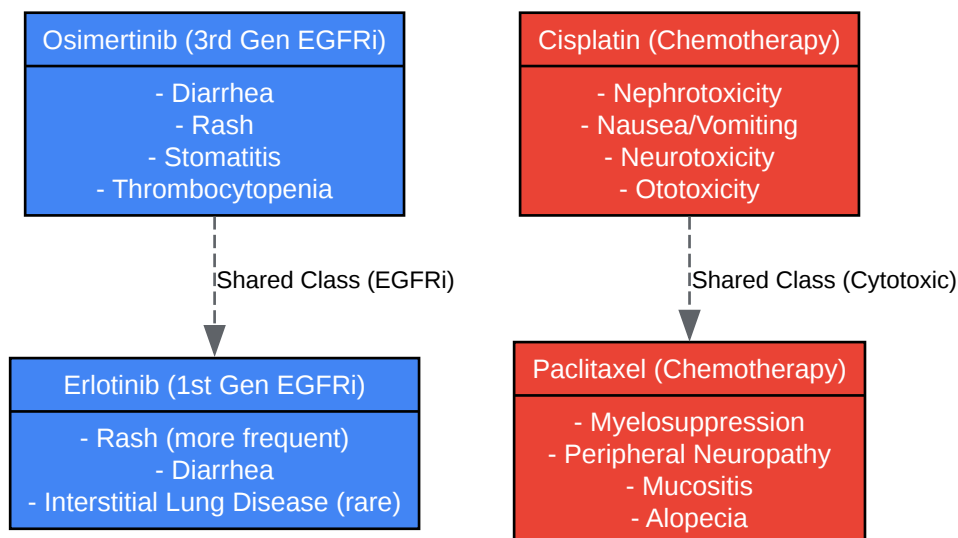 Osimertinib (3rd Gen EGFRi)
- Diarrhea
- Rash
- Stomatitis
- Thrombocytopenia
Cisplatin (Chemotherapy)
- Nephrotoxicity
- Nausea/Vomiting
- Neurotoxicity
- Ototoxicity
Shared Class (EGFRi)
Shared Class (Cytotoxic)
Erlotinib (1st Gen EGFRi)
- Rash (more frequent)
- Diarrhea
- Interstitial Lung Disease (rare)
Paclitaxel (Chemotherapy)
- Myelosuppression
- Peripheral Neuropathy
- Mucositis
- Alopecia